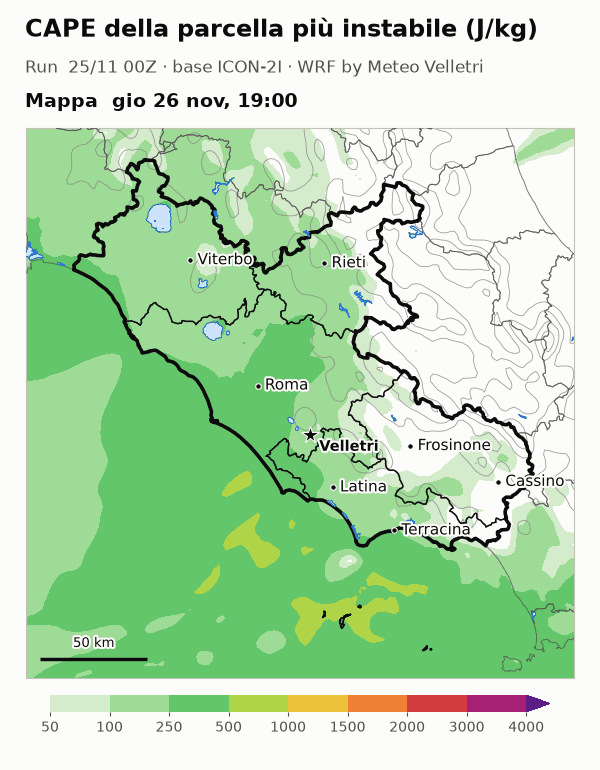 CAPE della parcella più instabile (J/kg)
Run  25/11 00Z · base ICON-2I · WRF by Meteo Velletri
Mappa  gio 26 nov, 19:00
Viterbo
Rieti
Roma
Velletri
Frosinone
Cassino
Latina
Terracina
50 km
50 100 250 500 1000 1500 2000 3000 4000